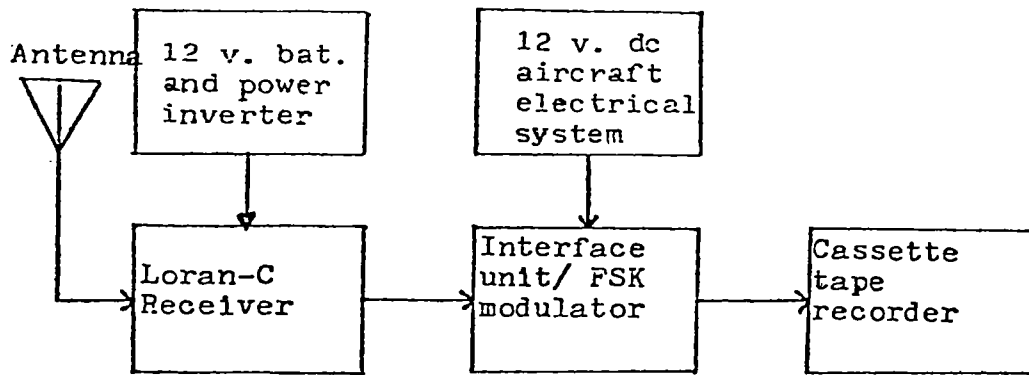 Antenna
12 v. bat.
and power
inverter
12 v. dc
aircraft
electrical
system
Loran-C
Receiver
Interface
unit/ FSK
modulator
Cassette
tape
recorder